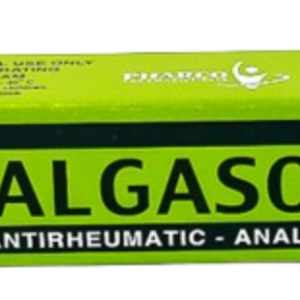 L USE ONLY
RATING
AM
PHARCO
ALGASO
ANTIRHEUMATIC - ANAL